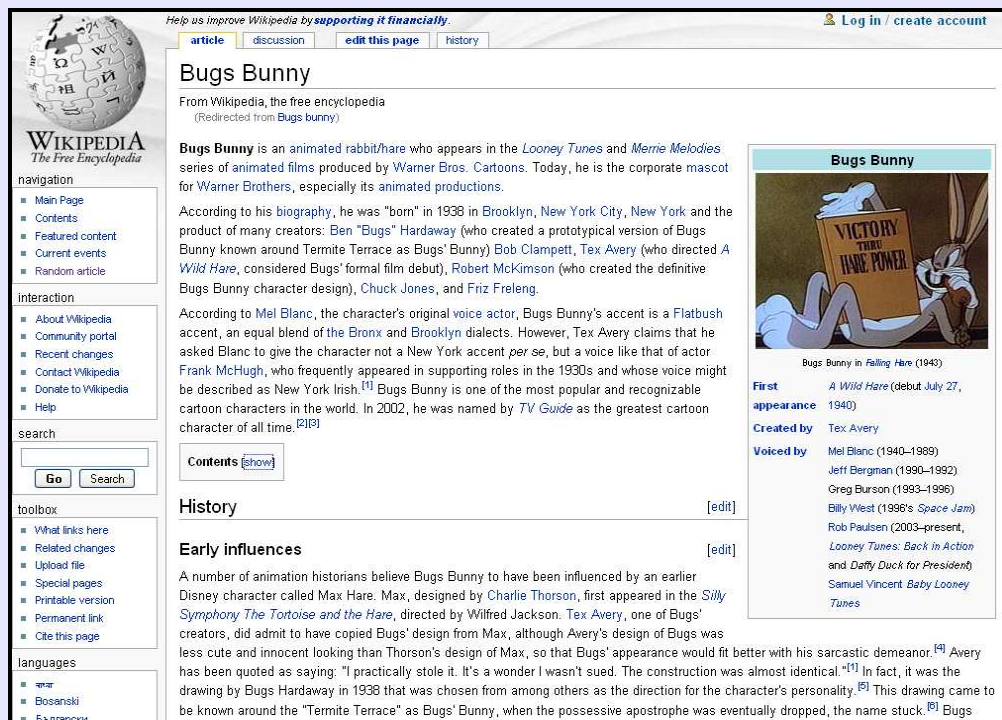 Help us improve Wikipedia by supporting it financially.
Log in / create account
article discussion edit this page history
WIKIPEDIA
The Free Encyclopedia
navigation
Main Page
Contents
Featured content
Current events
Random article
interaction
About Wikipedia
Community portal
Recent changes
Contact Wikipedia
Donate to Wikipedia
Help
search
Go Search
toolbox
What links here
Related changes
Upload file
Special pages
Printable version
Permanent link
Cite this page
languages
বাংলা
Bosanski
Български
Bugs Bunny
From Wikipedia, the free encyclopedia
(Redirected from Bugs bunny)
Bugs Bunny is an animated rabbit/hare who appears in the Looney Tunes and Merrie Melodies
series of animated films produced by Warner Bros. Cartoons. Today, he is the corporate mascot
for Warner Brothers, especially its animated productions.
According to his biography, he was "born" in 1938 in Brooklyn, New York City, New York and the
product of many creators: Ben "Bugs" Hardaway (who created a prototypical version of Bugs
Bunny known around Termite Terrace as Bugs' Bunny) Bob Clampett, Tex Avery (who directed A
Wild Hare, considered Bugs' formal film debut), Robert McKimson (who created the definitive
Bugs Bunny character design), Chuck Jones, and Friz Freleng.
According to Mel Blanc, the character's original voice actor, Bugs Bunny's accent is a Flatbush
accent, an equal blend of the Bronx and Brooklyn dialects. However, Tex Avery claims that he
asked Blanc to give the character not a New York accent per se, but a voice like that of actor
Frank McHugh, who frequently appeared in supporting roles in the 1930s and whose voice might
be described as New York Irish.[1] Bugs Bunny is one of the most popular and recognizable
cartoon characters in the world. In 2002, he was named by TV Guide as the greatest cartoon
character of all time.[2][3]
Contents [show]
History [edit]
Early influences [edit]
A number of animation historians believe Bugs Bunny to have been influenced by an earlier
Disney character called Max Hare. Max, designed by Charlie Thorson, first appeared in the Silly
Symphony The Tortoise and the Hare, directed by Wilfred Jackson. Tex Avery, one of Bugs'
creators, did admit to have copied Bugs' design from Max, although Avery's design of Bugs was
less cute and innocent looking than Thorson's design of Max, so that Bugs' appearance would fit better with his sarcastic demeanor.[4] Avery
has been quoted as saying: "I practically stole it. It's a wonder I wasn't sued. The construction was almost identical."[1] In fact, it was the
drawing by Bugs Hardaway in 1938 that was chosen from among others as the direction for the character's personality.[5] This drawing came to
be known around the "Termite Terrace" as Bugs' Bunny, when the possessive apostrophe was eventually dropped, the name stuck.[6] Bugs
Bugs Bunny
VICTORY
THRU
HARE POWER
Bugs Bunny in Falling Hare (1943)
First appearance A Wild Hare (debut July 27,
1940)
Created by Tex Avery
Voiced by Mel Blanc (1940–1989)
Jeff Bergman (1990–1992)
Greg Burson (1993–1996)
Billy West (1996's Space Jam)
Rob Paulsen (2003–present,
Looney Tunes: Back in Action
and Daffy Duck for President)
Samuel Vincent Baby Looney
Tunes